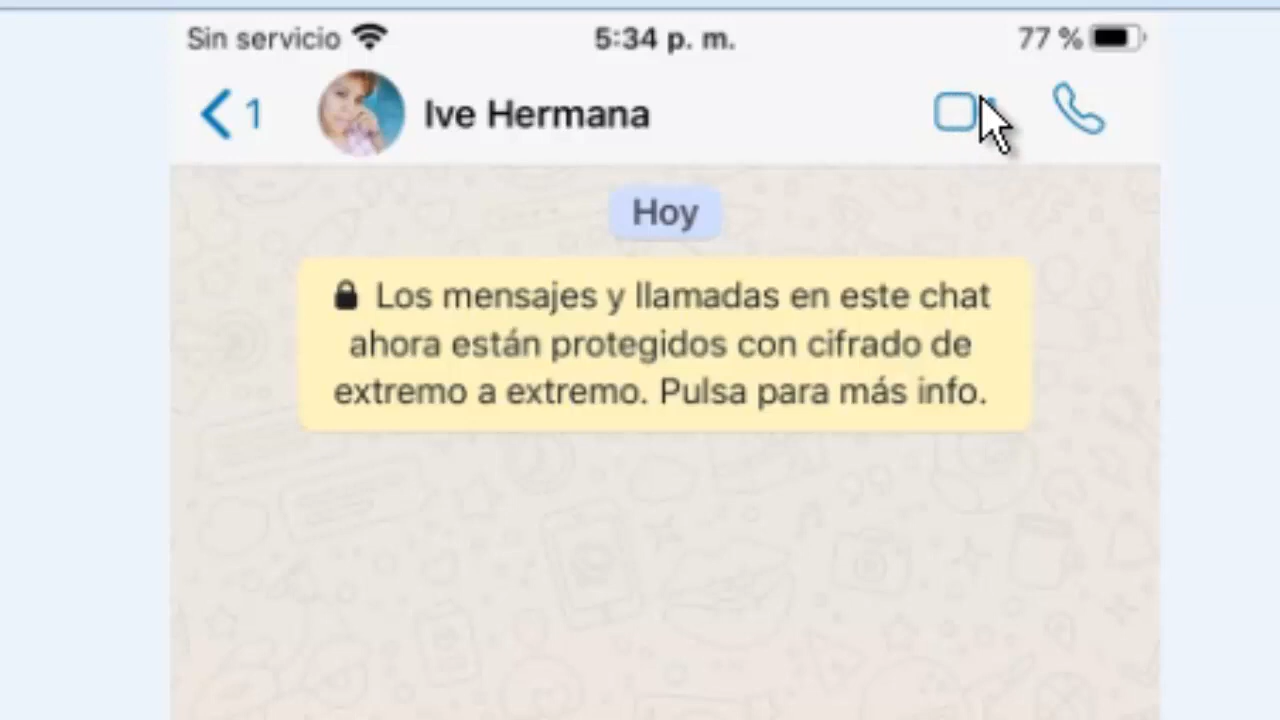 Sin servicio 5:34 p. m. 77 %
1 Ive Hermana
Hoy
Los mensajes y llamadas en este chat
ahora están protegidos con cifrado de
extremo a extremo. Pulsa para más info.